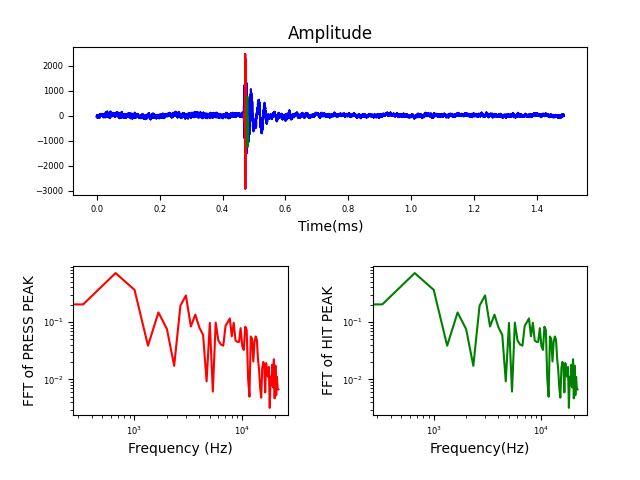 Amplitude
2000
1000
0
−1000
−2000
−3000
0.0 0.2 0.4 0.6 0.8 1.0 1.2 1.4
Time(ms)
FFT of PRESS PEAK
10⁻¹
10⁻²
10³ 10⁴
Frequency (Hz)
FFT of HIT PEAK
10⁻¹
10⁻²
10³ 10⁴
Frequency(Hz)